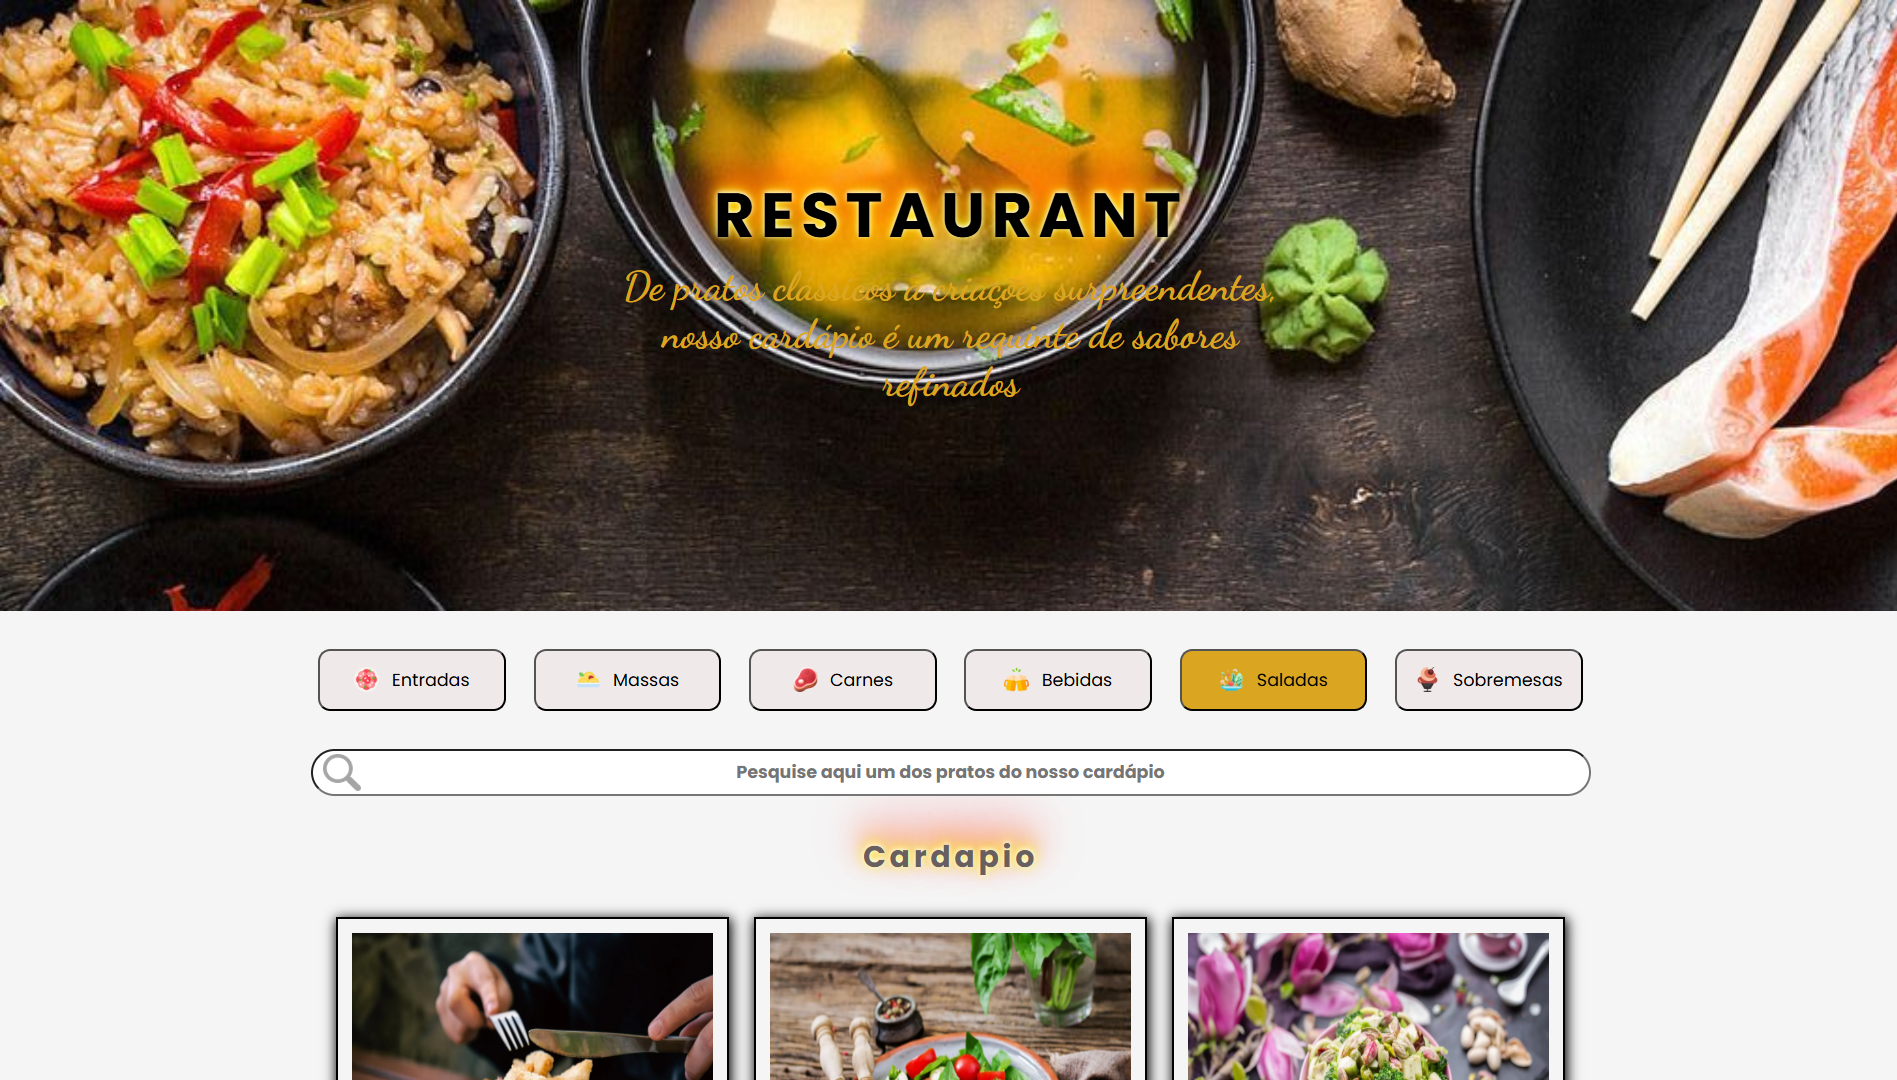 RESTAURANT
De pratos clássicos a criações surpreendentes,
nosso cardápio é um requinte de sabores
refinados
Entradas
Massas
Carnes
Bebidas
Saladas
Sobremesas
Pesquise aqui um dos pratos do nosso cardápio
Cardapio